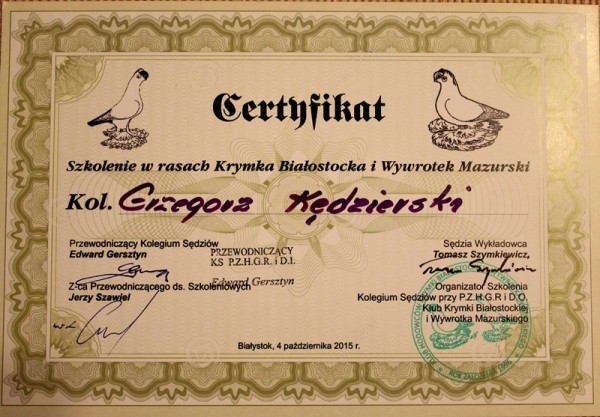 Certyfikat
Szkolenie w rasach Krymka Białostocka i Wywrotek Mazurski
Kol. Grzegorz Kędzierski
Przewodniczący Kolegium Sędziów
Edward Gersztyn
PRZEWODNICZĄCY
KS P.Z.H.G.R i D.I.
Edward Gersztyn
Z-ca Przewodniczącego ds. Szkoleniowych
Jerzy Szawiel
Sędzia Wykładowca
Tomasz Szymkiewicz,
Organizator Szkolenia
Kolegium Sędziów przy P.Z.H.G.R i D.O.
Klub Krymki Białostockiej
i Wywrotka Mazurskiego
Białystok, 4 października 2015 r.